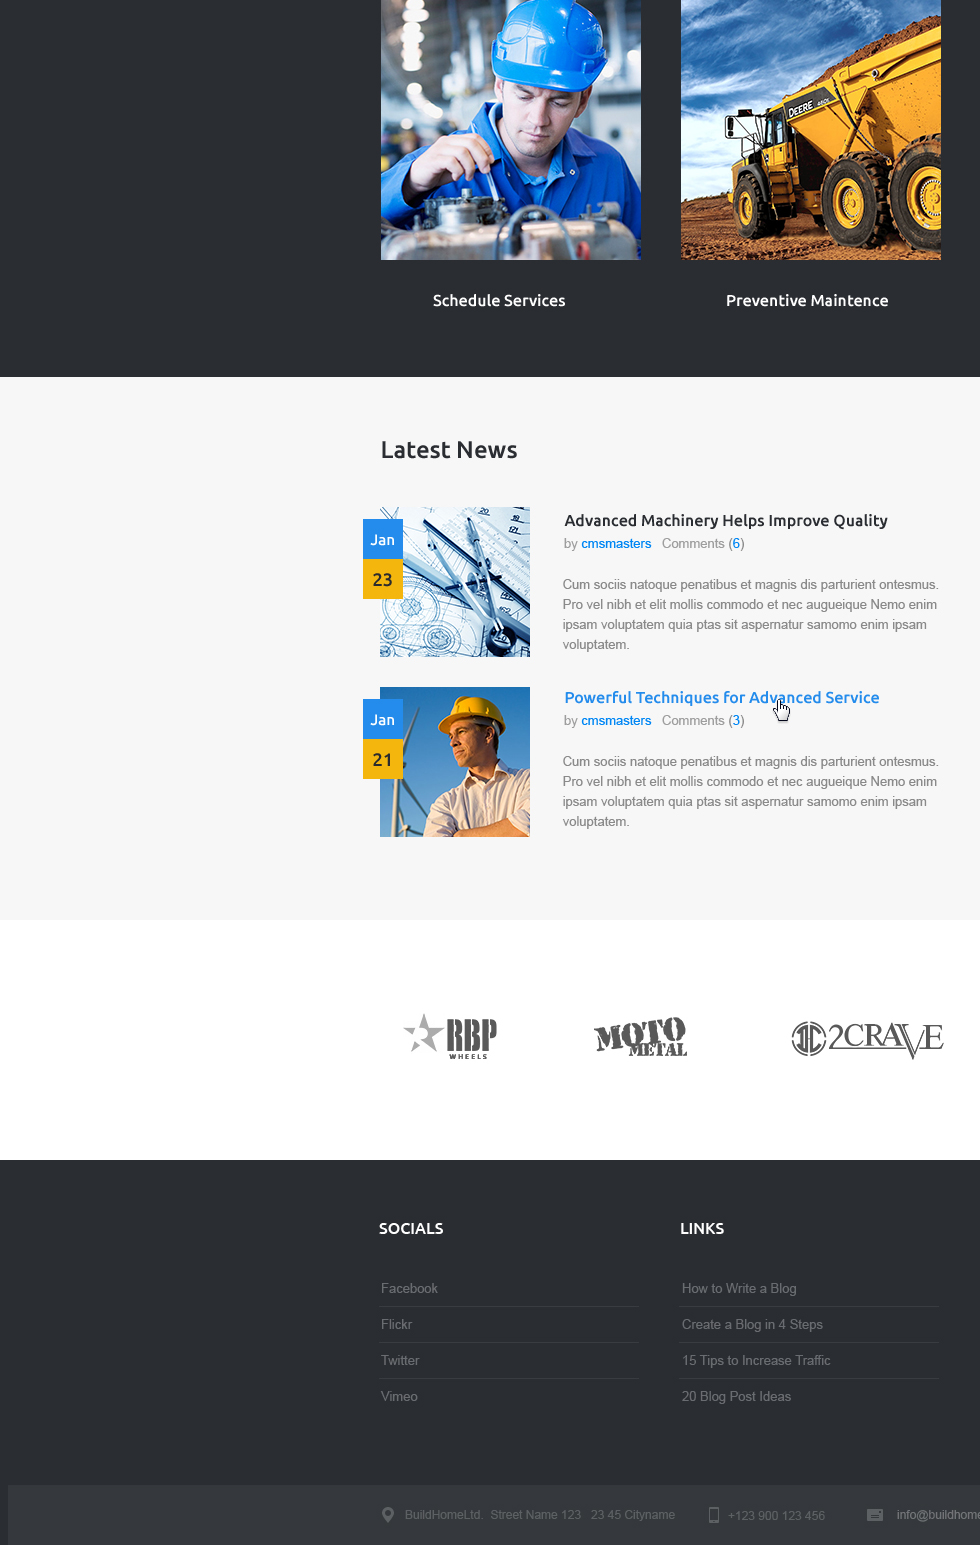 DEERE
Schedule Services
Preventive Maintence
Latest News
Jan
23
Advanced Machinery Helps Improve Quality
by cmsmasters Comments (6)
Cum sociis natoque penatibus et magnis dis parturient ontesmus.
Pro vel nibh et elit mollis commodo et nec augueique Nemo enim
ipsam voluptatem quia ptas sit aspernatur samomo enim ipsam
voluptatem.
Jan
21
Powerful Techniques for Advanced Service
by cmsmasters Comments (3)
Cum sociis natoque penatibus et magnis dis parturient ontesmus.
Pro vel nibh et elit mollis commodo et nec augueique Nemo enim
ipsam voluptatem quia ptas sit aspernatur samomo enim ipsam
voluptatem.
RBP
WHEELS
MOTO
METAL
2CRAVE
SOCIALS
Facebook
Flickr
Twitter
Vimeo
LINKS
How to Write a Blog
Create a Blog in 4 Steps
15 Tips to Increase Traffic
20 Blog Post Ideas
BuildHomeLtd. Street Name 123 23 45 Cityname +123 900 123 456 info@buildhome